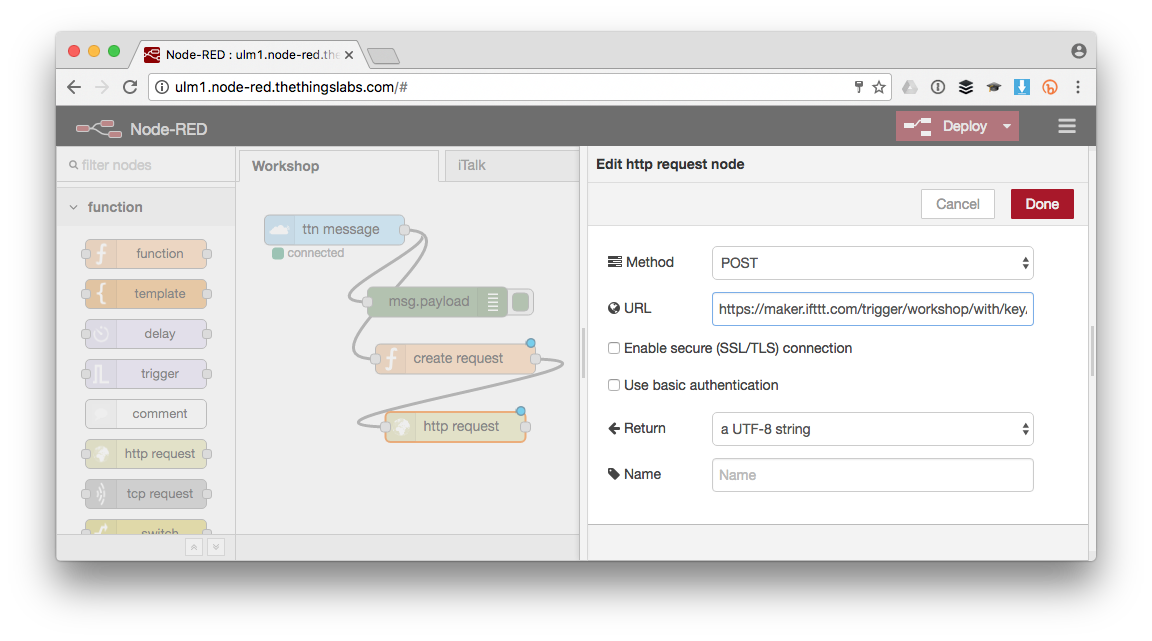 Node-RED : ulm1.node-red.the
ulm1.node-red.thethingslabs.com/#
Node-RED
Deploy
filter nodes
Workshop
iTalk
Edit http request node
Cancel
Done
function
function
template
delay
trigger
comment
http request
tcp request
switch
ttn message
connected
msg.payload
create request
http request
Method
POST
URL
https://maker.ifttt.com/trigger/workshop/with/key/
Enable secure (SSL/TLS) connection
Use basic authentication
Return
a UTF-8 string
Name
Name